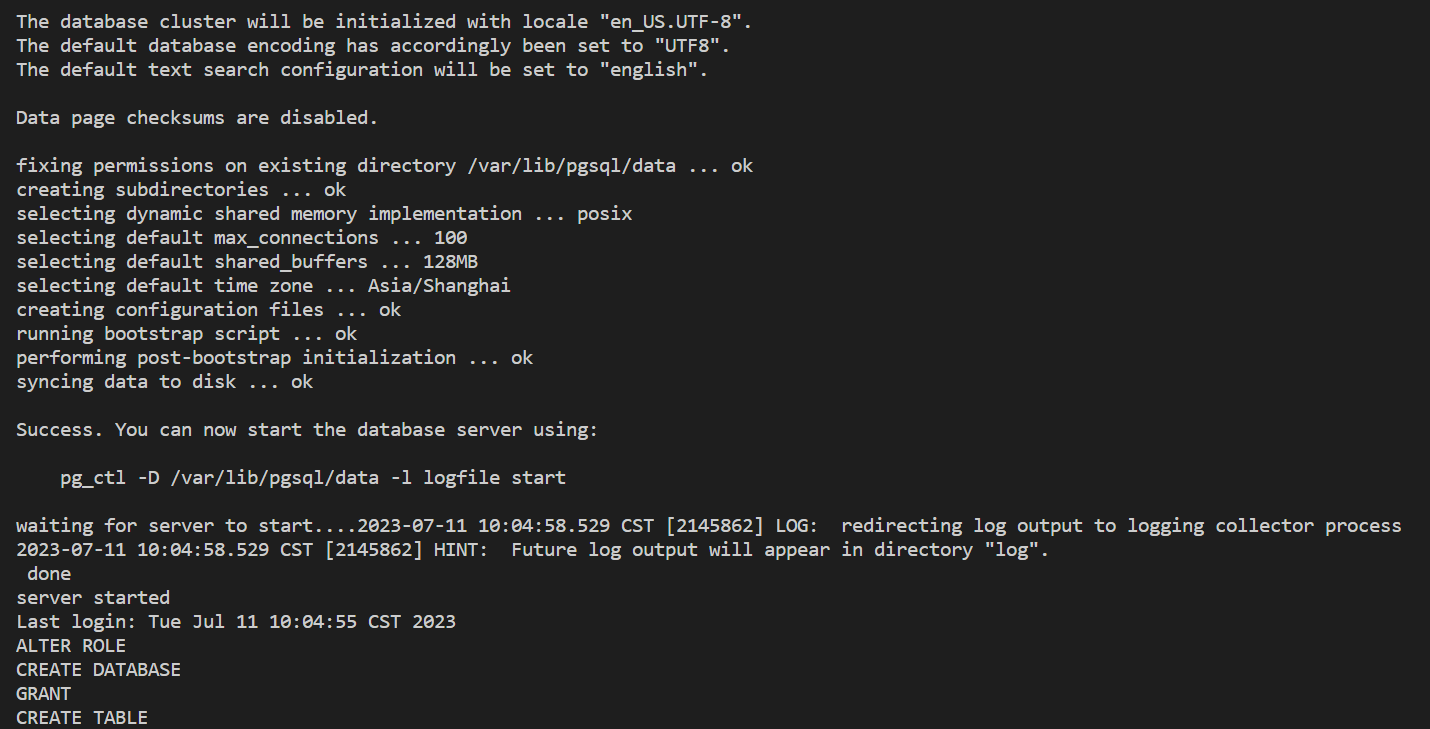 The database cluster will be initialized with locale "en_US.UTF-8".
The default database encoding has accordingly been set to "UTF8".
The default text search configuration will be set to "english".
Data page checksums are disabled.
fixing permissions on existing directory /var/lib/pgsql/data ... ok
creating subdirectories ... ok
selecting dynamic shared memory implementation ... posix
selecting default max_connections ... 100
selecting default shared_buffers ... 128MB
selecting default time zone ... Asia/Shanghai
creating configuration files ... ok
running bootstrap script ... ok
performing post-bootstrap initialization ... ok
syncing data to disk ... ok
Success. You can now start the database server using:
    pg_ctl -D /var/lib/pgsql/data -l logfile start
waiting for server to start....2023-07-11 10:04:58.529 CST [2145862] LOG:  redirecting log output to logging collector process
2023-07-11 10:04:58.529 CST [2145862] HINT:  Future log output will appear in directory "log".
 done
server started
Last login: Tue Jul 11 10:04:55 CST 2023
ALTER ROLE
CREATE DATABASE
GRANT
CREATE TABLE